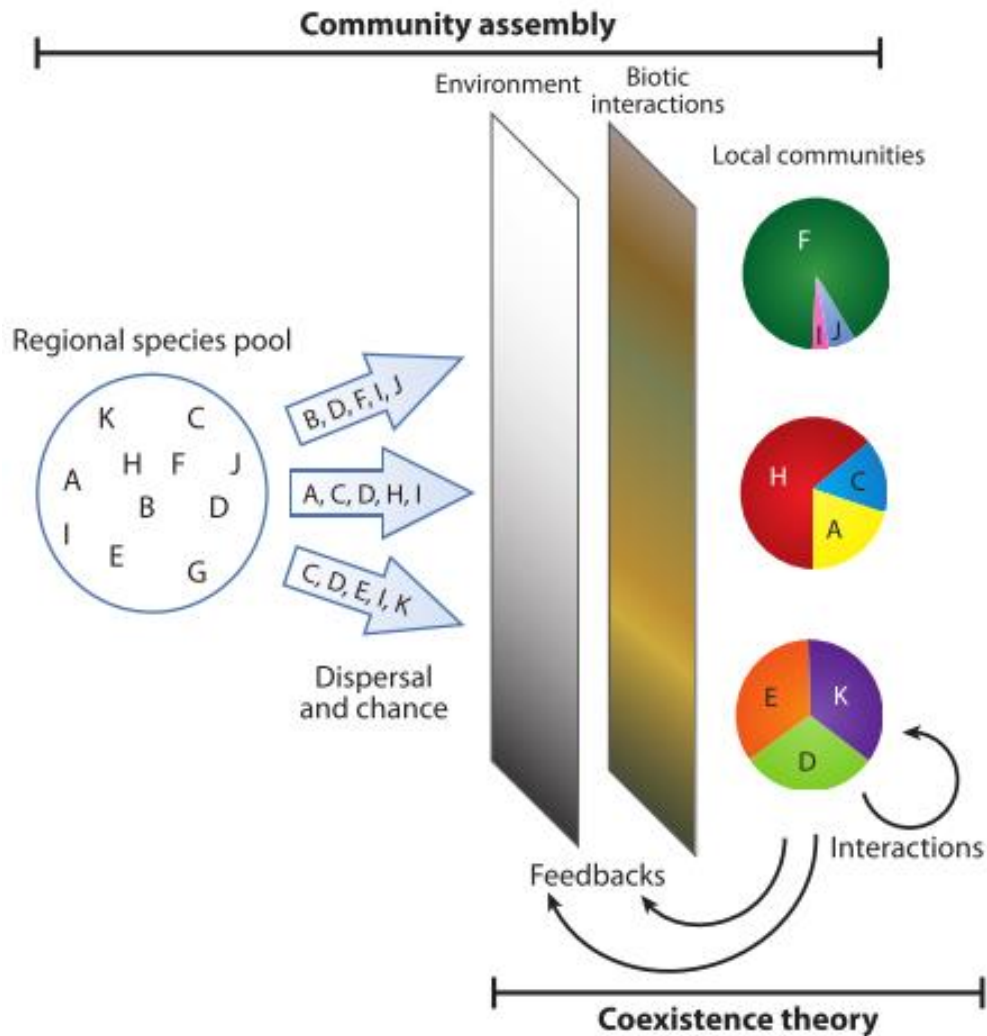 Community assembly
Environment
Biotic
interactions
Local communities
F
I
J
Regional species pool
K
C
H
F
J
A
B
D
I
E
G
B, D, F, I, J
A, C, D, H, I
C, D, E, I, K
Dispersal
and chance
H
C
A
E
K
D
Interactions
Feedbacks
Coexistence theory